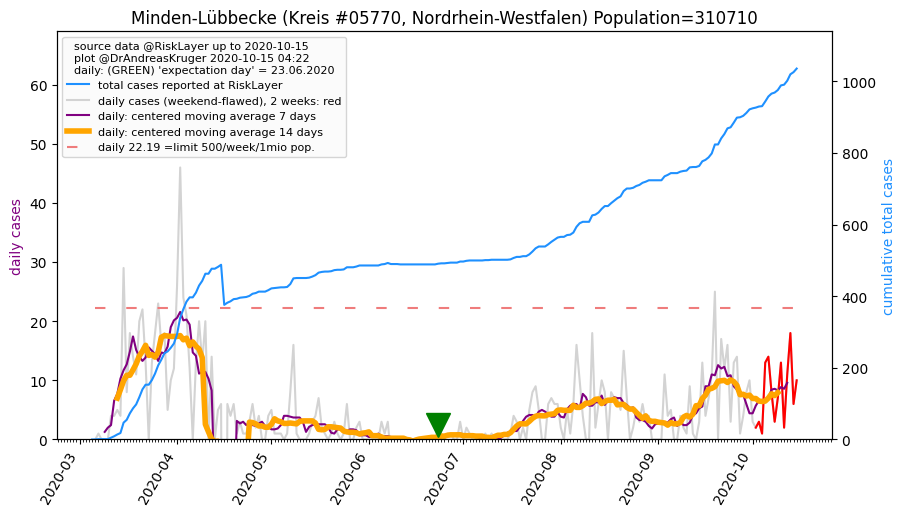 Minden-Lübbecke (Kreis #05770, Nordrhein-Westfalen) Population=310710
source data @RiskLayer up to 2020-10-15
plot @DrAndreasKruger 2020-10-15 04:22
daily: (GREEN) 'expectation day' = 23.06.2020
total cases reported at RiskLayer
daily cases (weekend-flawed), 2 weeks: red
daily: centered moving average 7 days
daily: centered moving average 14 days
daily 22.19 =limit 500/week/1mio pop.
daily cases
60
50
40
30
20
10
0
cumulative total cases
1000
800
600
400
200
0
2020-03
2020-04
2020-05
2020-06
2020-07
2020-08
2020-09
2020-10